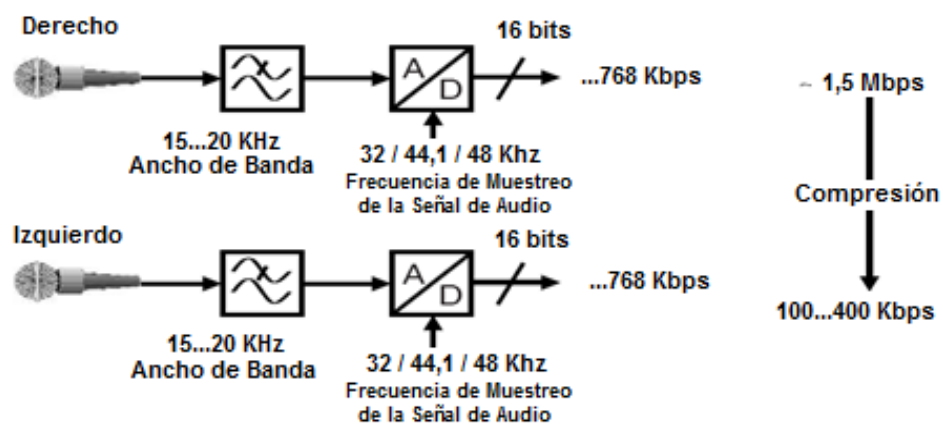 Derecho
16 bits
A
D
...768 Kbps
15...20 KHz
Ancho de Banda
32 / 44,1 / 48 Khz
Frecuencia de Muestreo
de la Señal de Audio
Izquierdo
16 bits
A
D
...768 Kbps
15...20 KHz
Ancho de Banda
32 / 44,1 / 48 Khz
Frecuencia de Muestreo
de la Señal de Audio
~ 1,5 Mbps
Compresión
100...400 Kbps